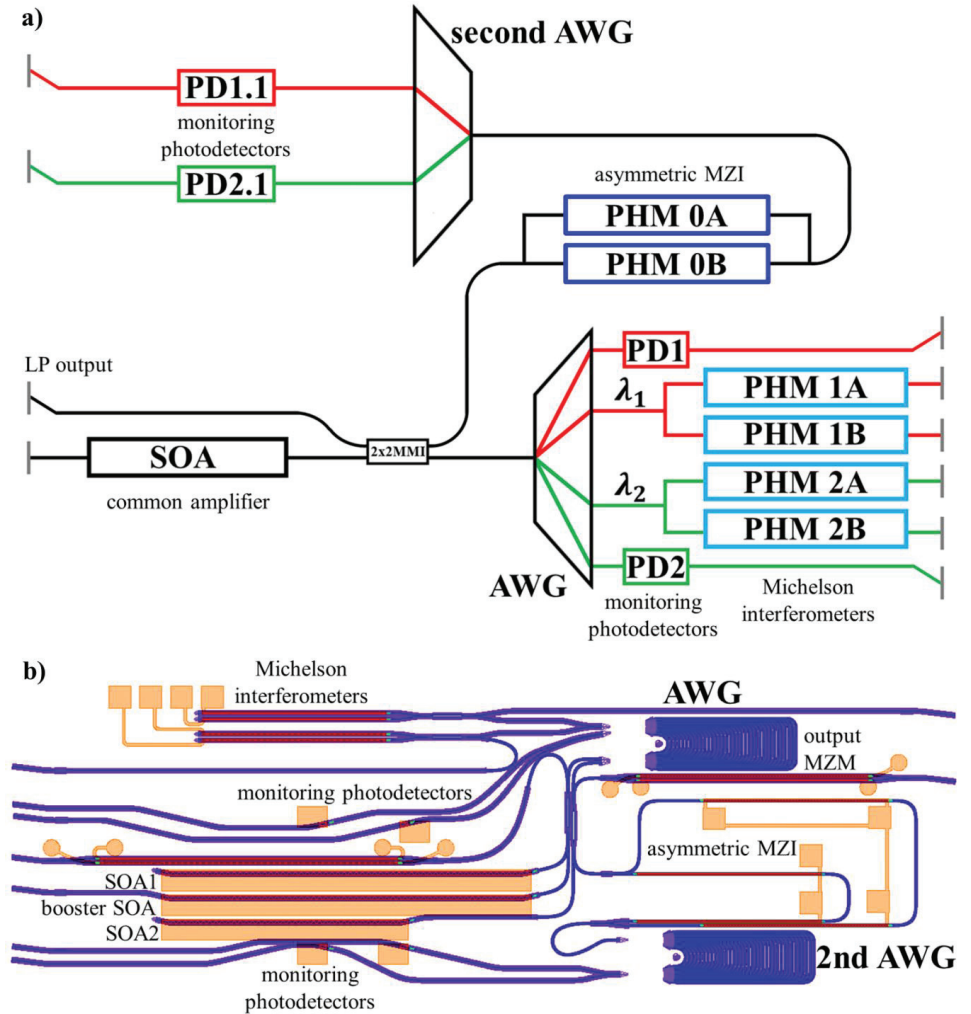 a)
second AWG
PD1.1
monitoring
photodetectors
PD2.1
asymmetric MZI
PHM 0A
PHM 0B
LP output
SOA
common amplifier
2x2MMI
AWG
PD1
λ1
PHM 1A
PHM 1B
λ2
PHM 2A
PHM 2B
PD2
monitoring
photodetectors
Michelson
interferometers
b)
Michelson
interferometers
AWG
output
MZM
monitoring photodetectors
asymmetric MZI
SOA1
booster SOA
SOA2
monitoring
photodetectors
2nd AWG